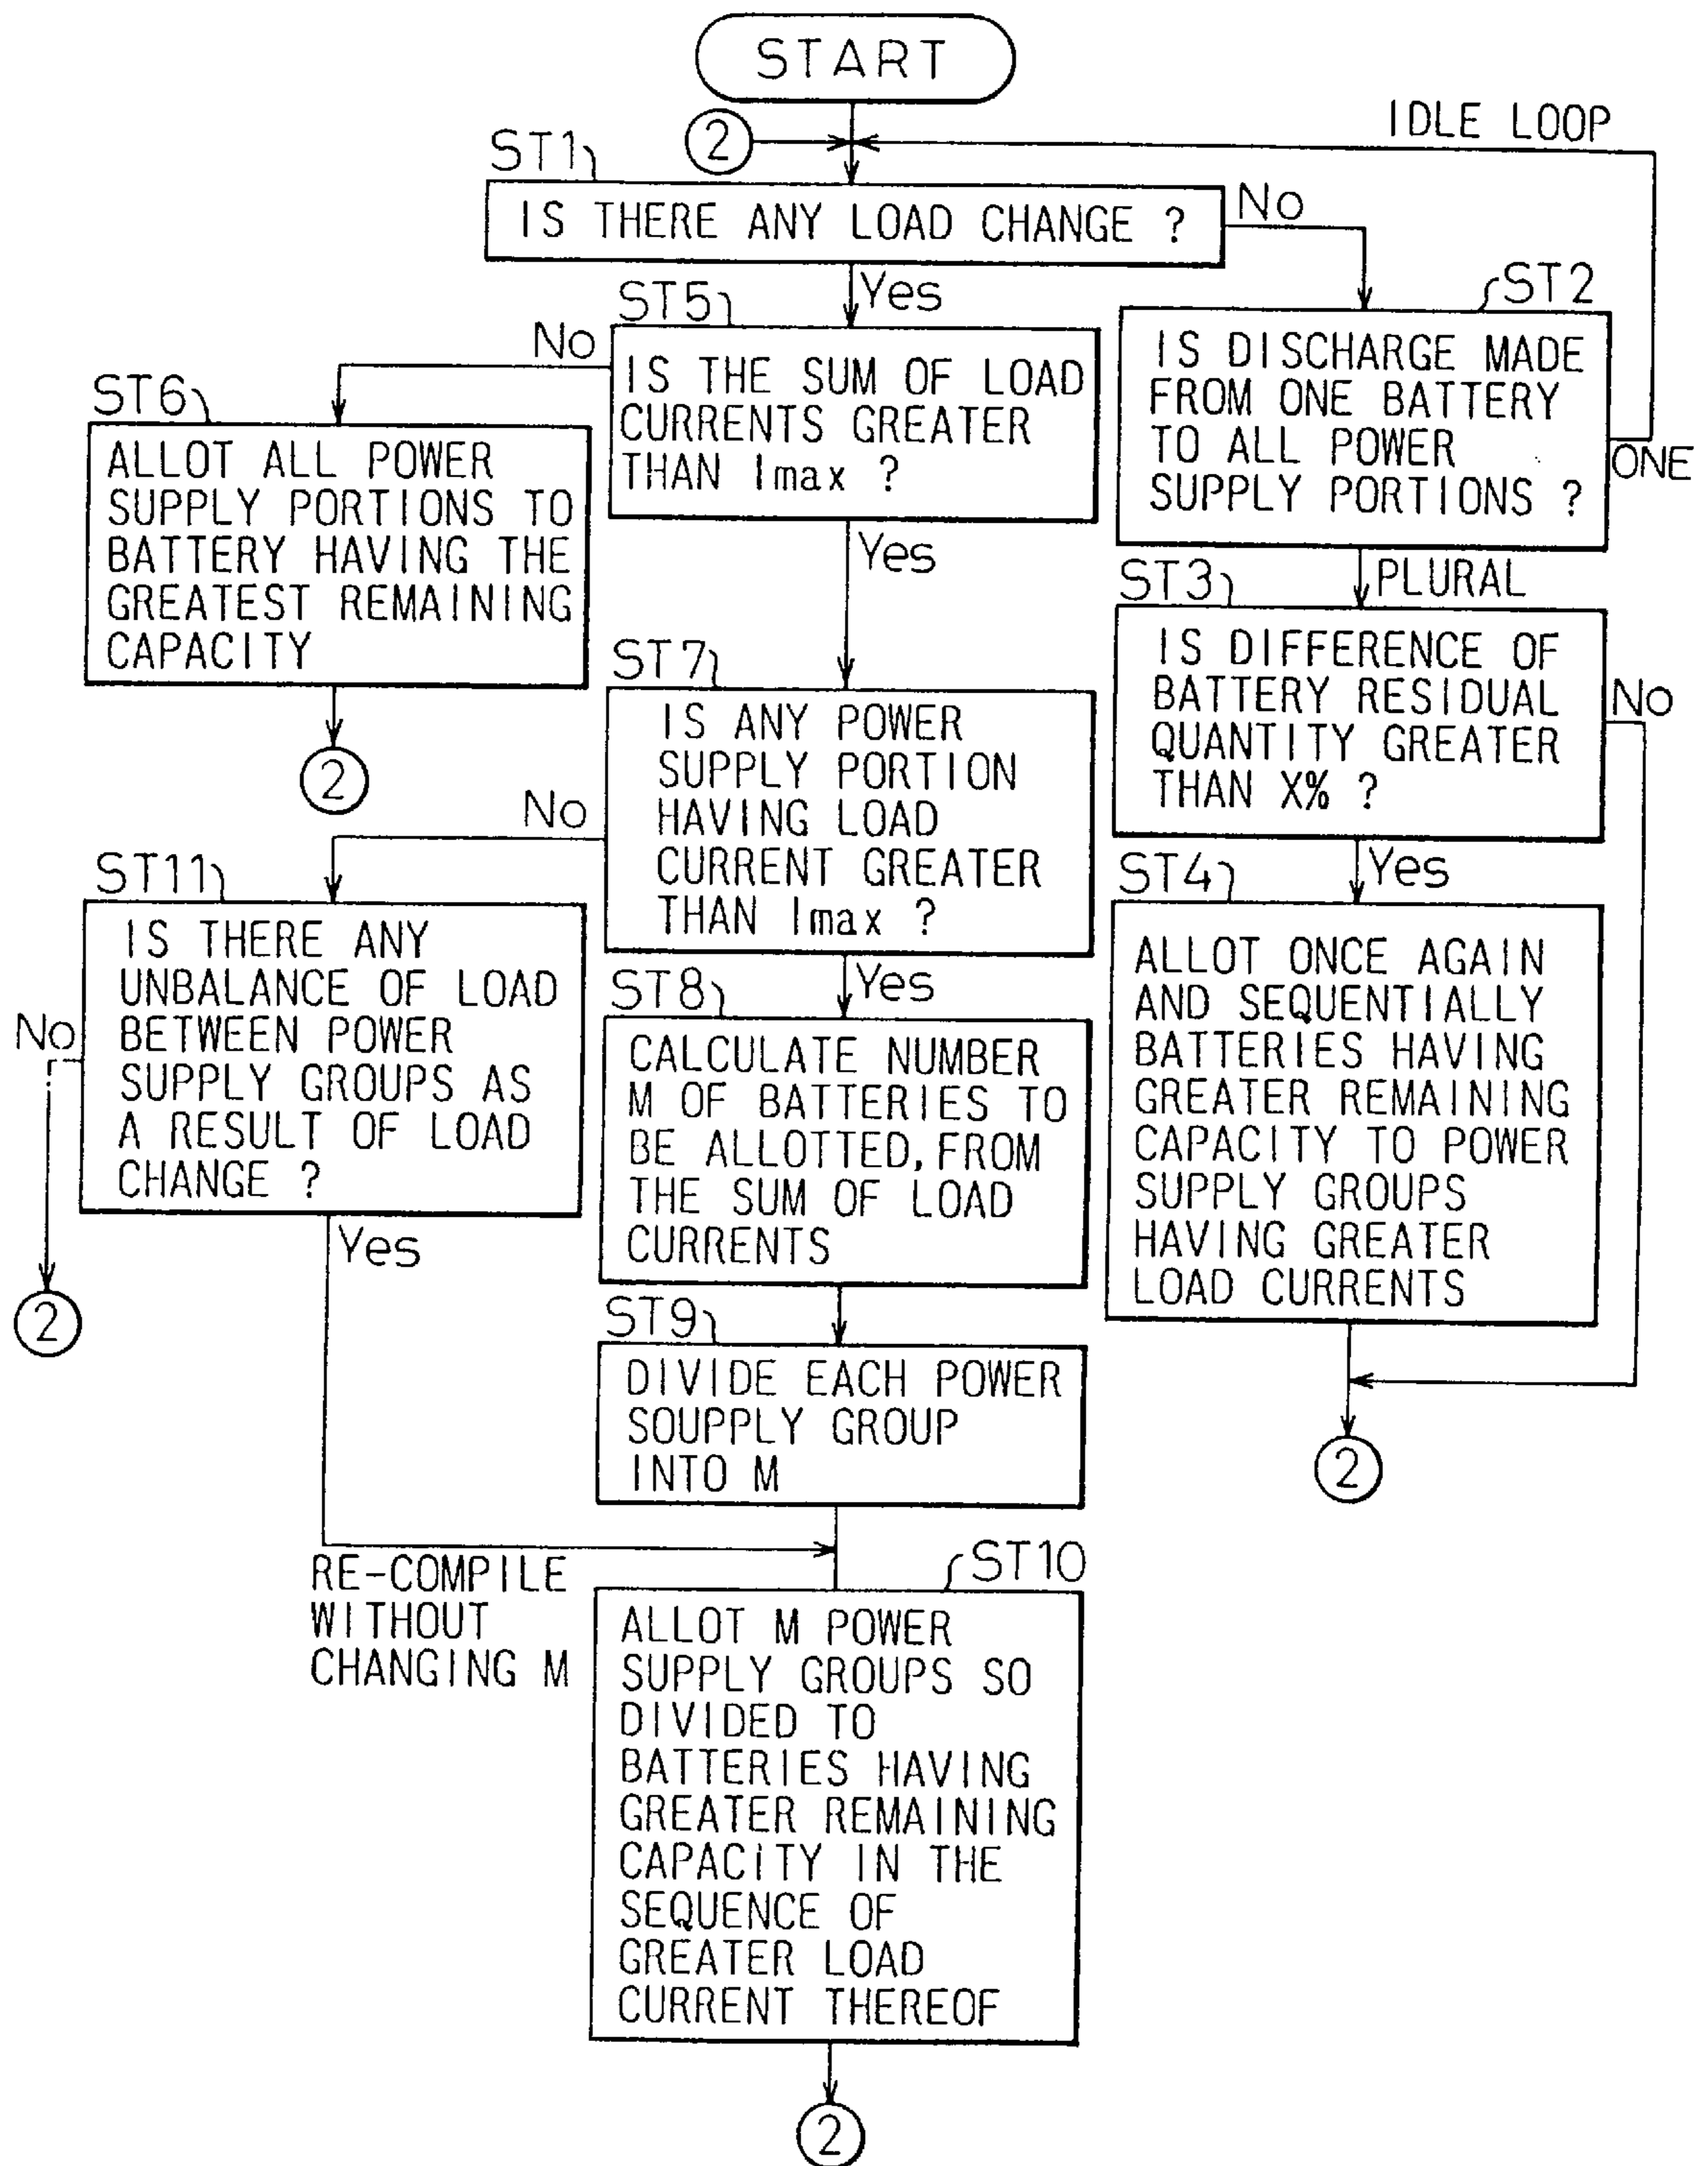 START
2
IDLE LOOP
ST1
IS THERE ANY LOAD CHANGE ?
No
Yes
ST2
IS DISCHARGE MADE
FROM ONE BATTERY
TO ALL POWER
SUPPLY PORTIONS ?
ONE
PLURAL
ST5
IS THE SUM OF LOAD
CURRENTS GREATER
THAN Imax ?
No
Yes
ST6
ALLOT ALL POWER
SUPPLY PORTIONS TO
BATTERY HAVING THE
GREATEST REMAINING
CAPACITY
2
ST3
IS DIFFERENCE OF
BATTERY RESIDUAL
QUANTITY GREATER
THAN X% ?
No
Yes
ST7
IS ANY POWER
SUPPLY PORTION
HAVING LOAD
CURRENT GREATER
THAN Imax ?
No
Yes
ST4
ALLOT ONCE AGAIN
AND SEQUENTIALLY
BATTERIES HAVING
GREATER REMAINING
CAPACITY TO POWER
SUPPLY GROUPS
HAVING GREATER
LOAD CURRENTS
2
ST11
IS THERE ANY
UNBALANCE OF LOAD
BETWEEN POWER
SUPPLY GROUPS AS
A RESULT OF LOAD
CHANGE ?
No
2
Yes
ST8
CALCULATE NUMBER
M OF BATTERIES TO
BE ALLOTTED, FROM
THE SUM OF LOAD
CURRENTS
ST9
DIVIDE EACH POWER
SOUPPLY GROUP
INTO M
RE-COMPILE
WITHOUT
CHANGING M
ST10
ALLOT M POWER
SUPPLY GROUPS SO
DIVIDED TO
BATTERIES HAVING
GREATER REMAINING
CAPACITY IN THE
SEQUENCE OF
GREATER LOAD
CURRENT THEREOF
2